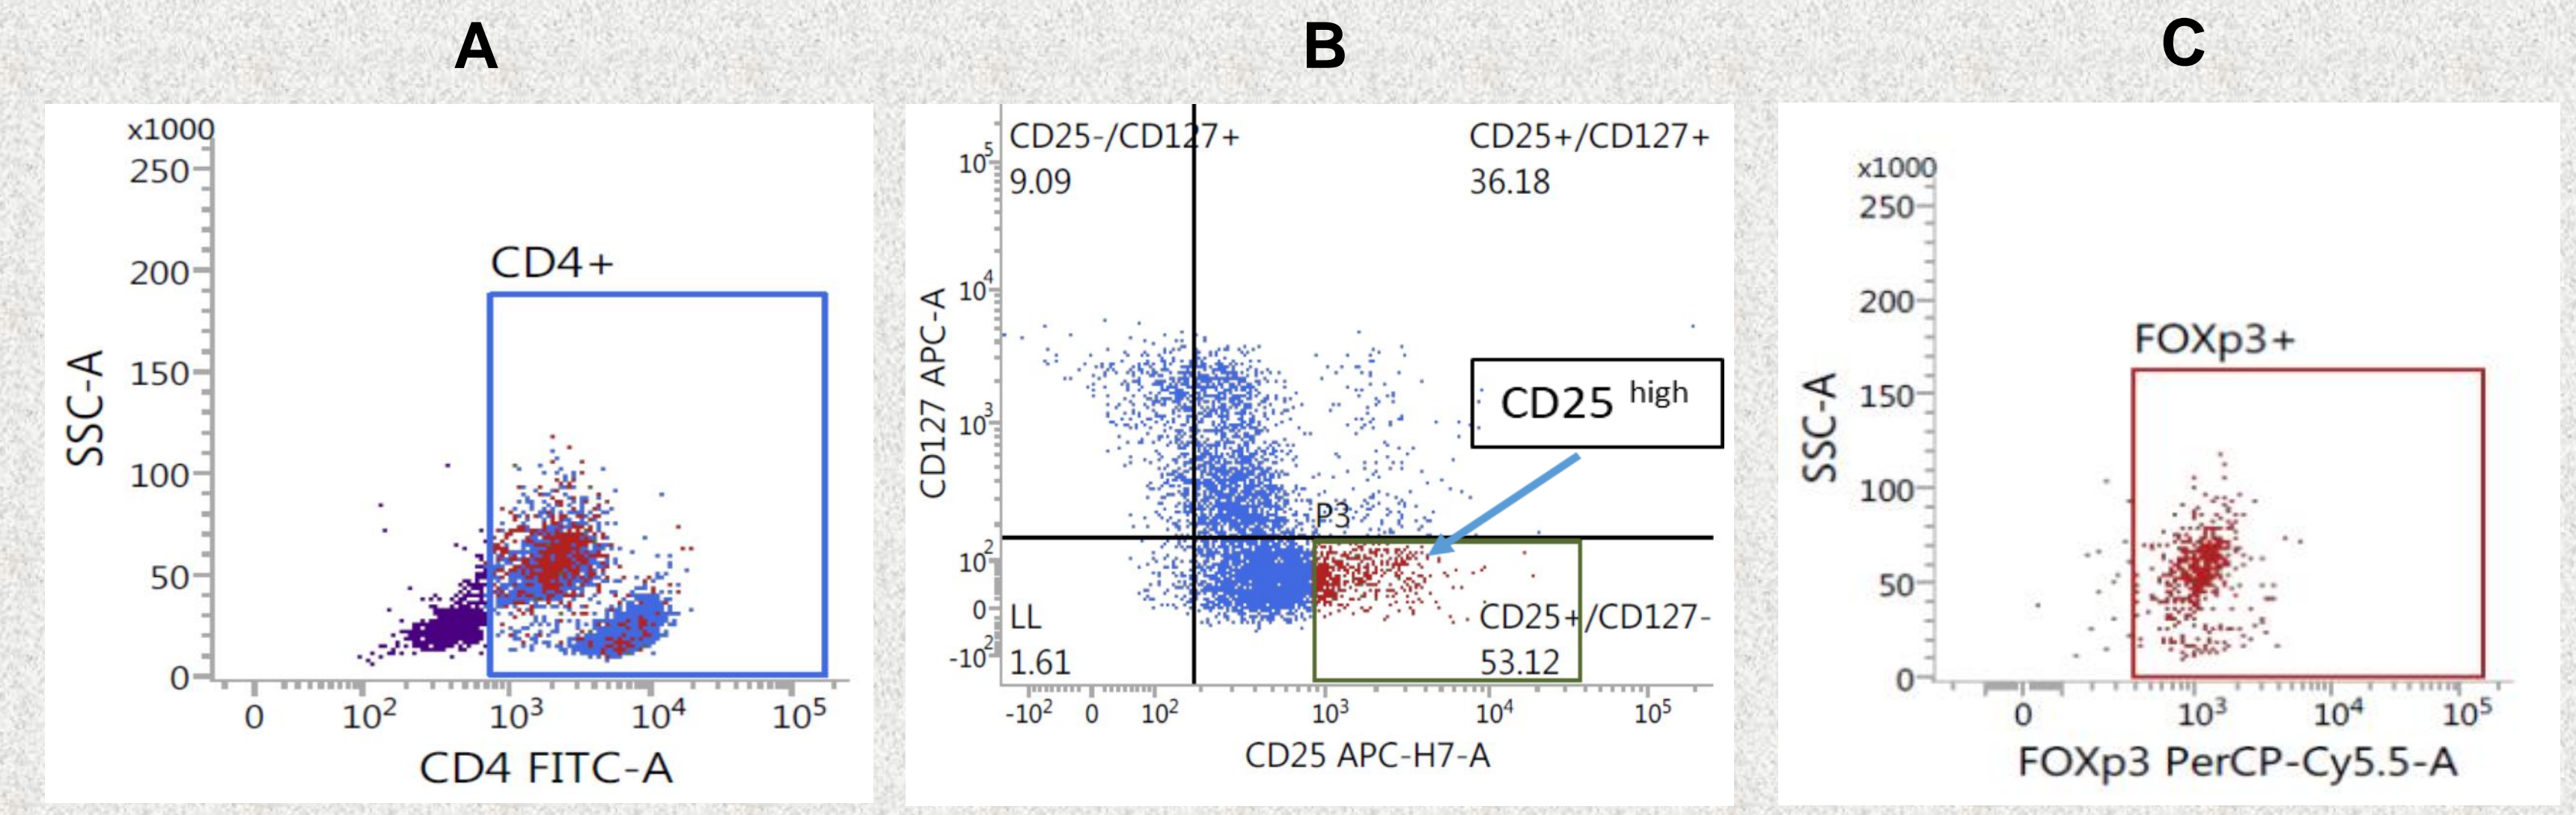 A
B
C
x1000
250
200
150
100
50
0
SSC-A
CD4+
0
10²
10³
10⁴
10⁵
CD4 FITC-A
CD25-/CD127+
9.09
CD25+/CD127+
36.18
10⁵
10⁴
10³
10²
0
-10²
CD127 APC-A
CD25 high
P3
LL
1.61
CD25+/CD127-
53.12
-10²
0
10²
10³
10⁴
10⁵
CD25 APC-H7-A
x1000
250
200
150
100
50
0
SSC-A
FOXp3+
0
10³
10⁴
10⁵
FOXp3 PerCP-Cy5.5-A